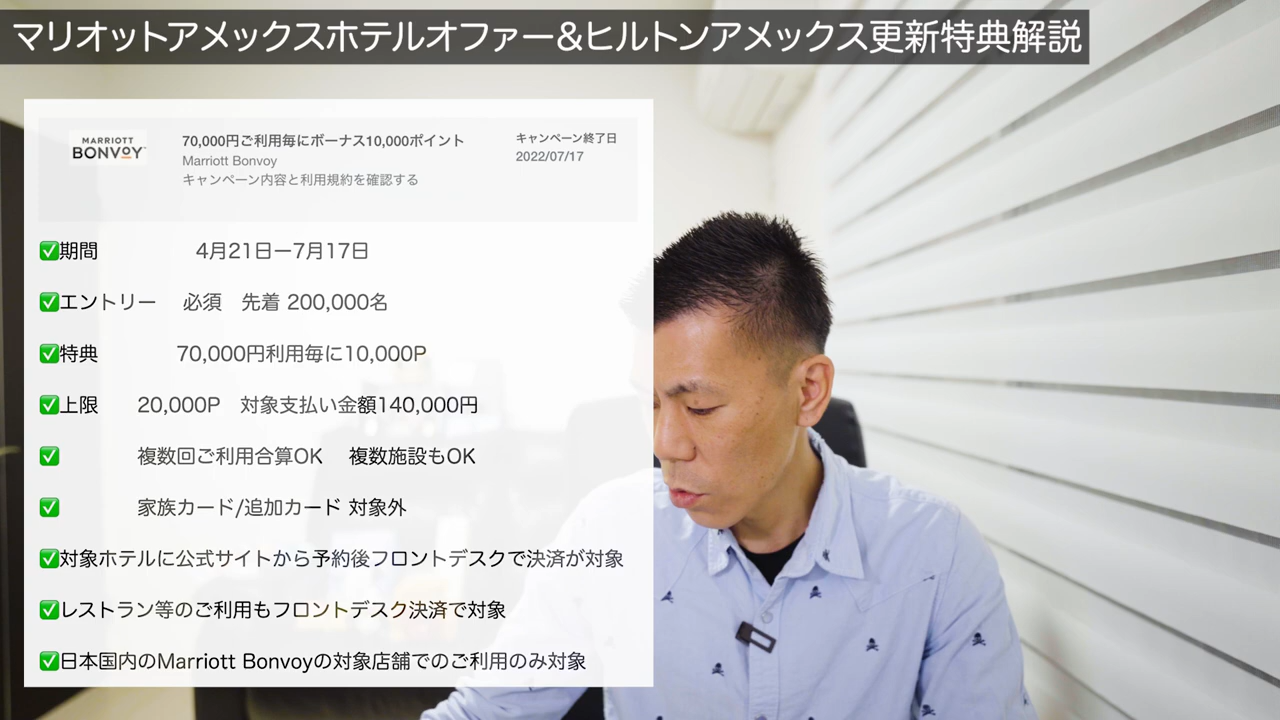 マリオットアメックスホテルオファー&ヒルトンアメックス更新特典解説
MARRIOTT
BONVOY
70,000円ご利用毎にボーナス10,000ポイント
Marriott Bonvoy
キャンペーン内容と利用規約を確認する
キャンペーン終了日
2022/07/17
✅期間 4月21日ー7月17日
✅エントリー 必須 先着 200,000名
✅特典 70,000円利用毎に10,000P
✅上限 20,000P 対象支払い金額140,000円
✅ 複数回ご利用合算OK 複数施設もOK
✅ 家族カード/追加カード 対象外
✅対象ホテルに公式サイトから予約後フロントデスクで決済が対象
✅レストラン等のご利用もフロントデスク決済で対象
✅日本国内のMarriott Bonvoyの対象店舗でのご利用のみ対象